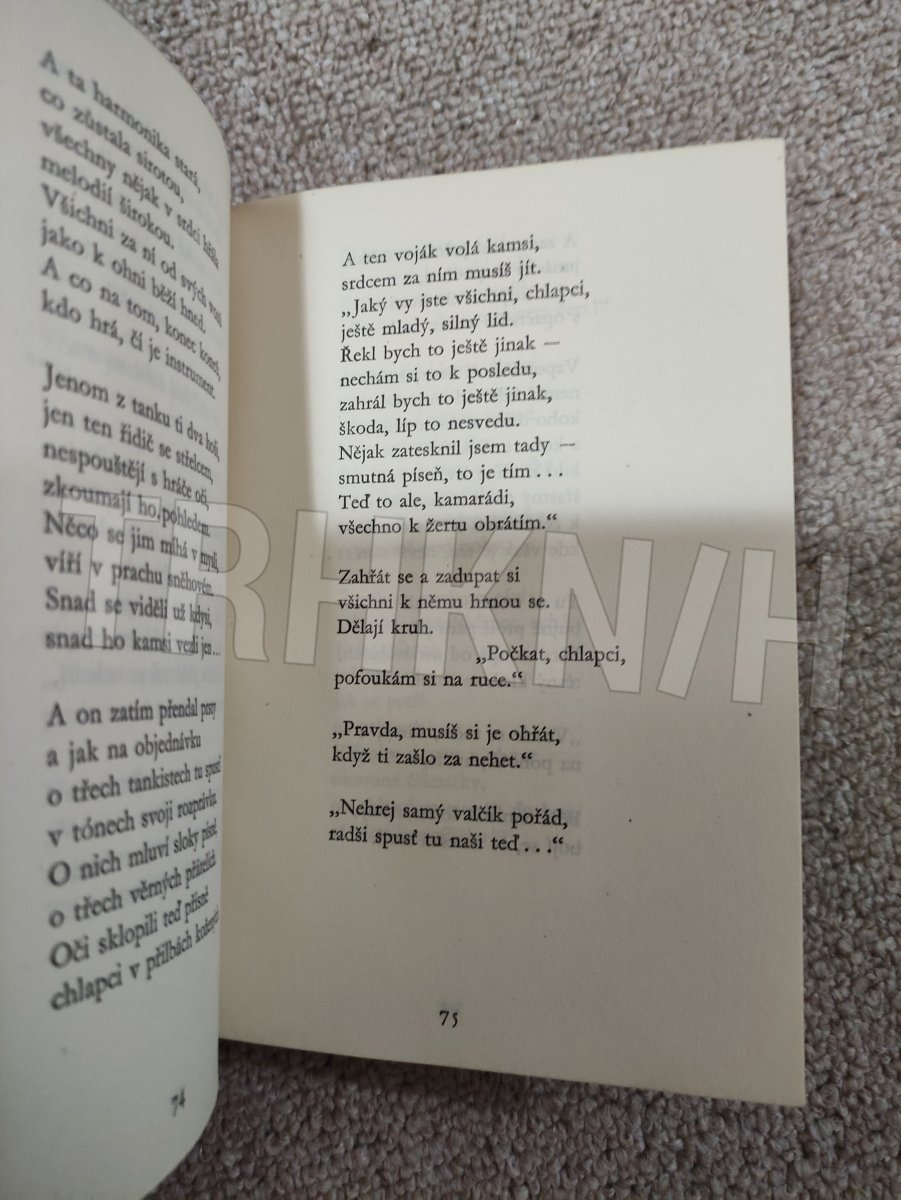 A ta harmonika stará,
co zůstala sirotou,
všechny nějak v srdci hřála
melodií širokou.
Všichni za ní od svých vozů
jako k ohni běží hned.
A co na tom, konec konců,
kdo hrá, čí je instrument.
Jenom z tanku ti dva hoši,
jen ten řidič se střelcem,
nespouštějí s hráče oči,
zkoumají ho pohledem.
Něco se jim míhá v mysli,
víří v prachu sněhovém.
Snad se viděli už kdysi,
snad ho kamsi vezli jen...
A on zatím přendal prsty
a jak na objednávku
o třech tankistech tu spustil
v tónech svoji rozprávku.
O nich mluví sloky písně
o třech věrných přátelích
Oči sklopili teď přísně
chlapci v přilbách
74
A ten voják volá kamsi,
srdcem za ním musíš jít.
„Jaký vy jste všichni, chlapci,
ještě mladý, silný lid.
Řekl bych to ještě jinak —
nechám si to k posledu,
zahrál bych to ještě jinak,
škoda, líp to nesvedu.
Nějak zatesknil jsem tady —
smutná píseň, to je tím . . .
Teď to ale, kamarádi,
všechno k žertu obrátím.“
Zahřát se a zadupat si
všichni k němu hrnou se.
Dělají kruh.
„Počkat, chlapci,
pofoukám si na ruce.“
„Pravda, musíš si je ohřát,
když ti zašlo za nehet.“
„Nehrej samý valčík pořád,
radši spusť tu naši teď . . .“
75
TRHKNIH